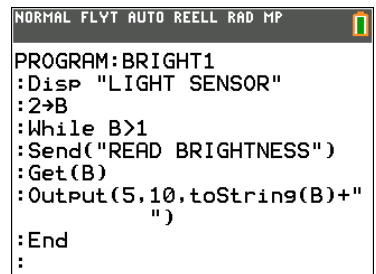 NORMAL FLYT AUTO REELL RAD MP
PROGRAM:BRIGHT1
:Disp "LIGHT SENSOR"
:2→B
:While B>1
:Send("READ BRIGHTNESS")
:Get(B)
:Output(5,10,toString(B)+"
")
:End
: